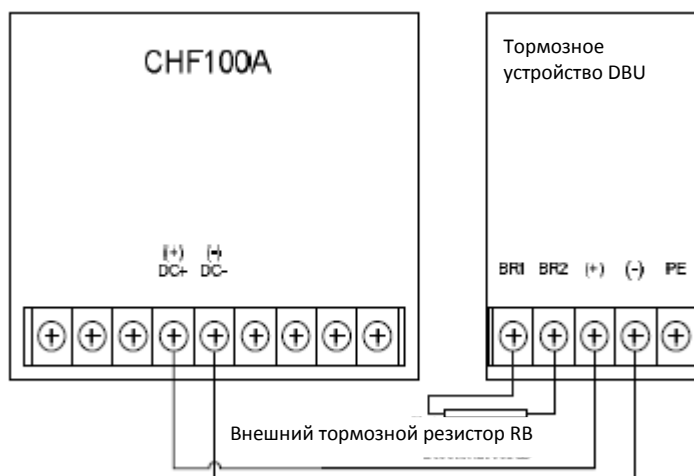 CHF100A
Тормозное
устройство DBU
(+) (-)
DC+ DC-
BR1 BR2 (+) (-) PE
Внешний тормозной резистор RB